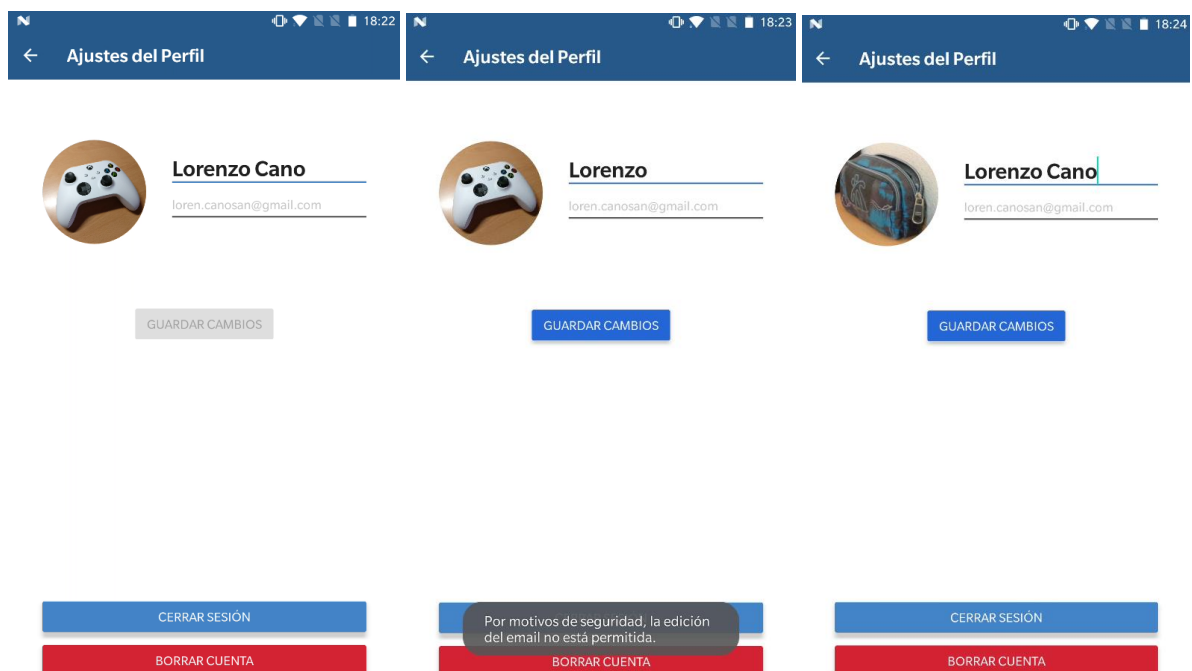 18:22
Ajustes del Perfil
Lorenzo Cano
loren.canosan@gmail.com
GUARDAR CAMBIOS
CERRAR SESIÓN
BORRAR CUENTA
18:23
Ajustes del Perfil
Lorenzo
loren.canosan@gmail.com
GUARDAR CAMBIOS
Por motivos de seguridad, la edición
del email no está permitida.
BORRAR CUENTA
18:24
Ajustes del Perfil
Lorenzo Cano
loren.canosan@gmail.com
GUARDAR CAMBIOS
CERRAR SESIÓN
BORRAR CUENTA